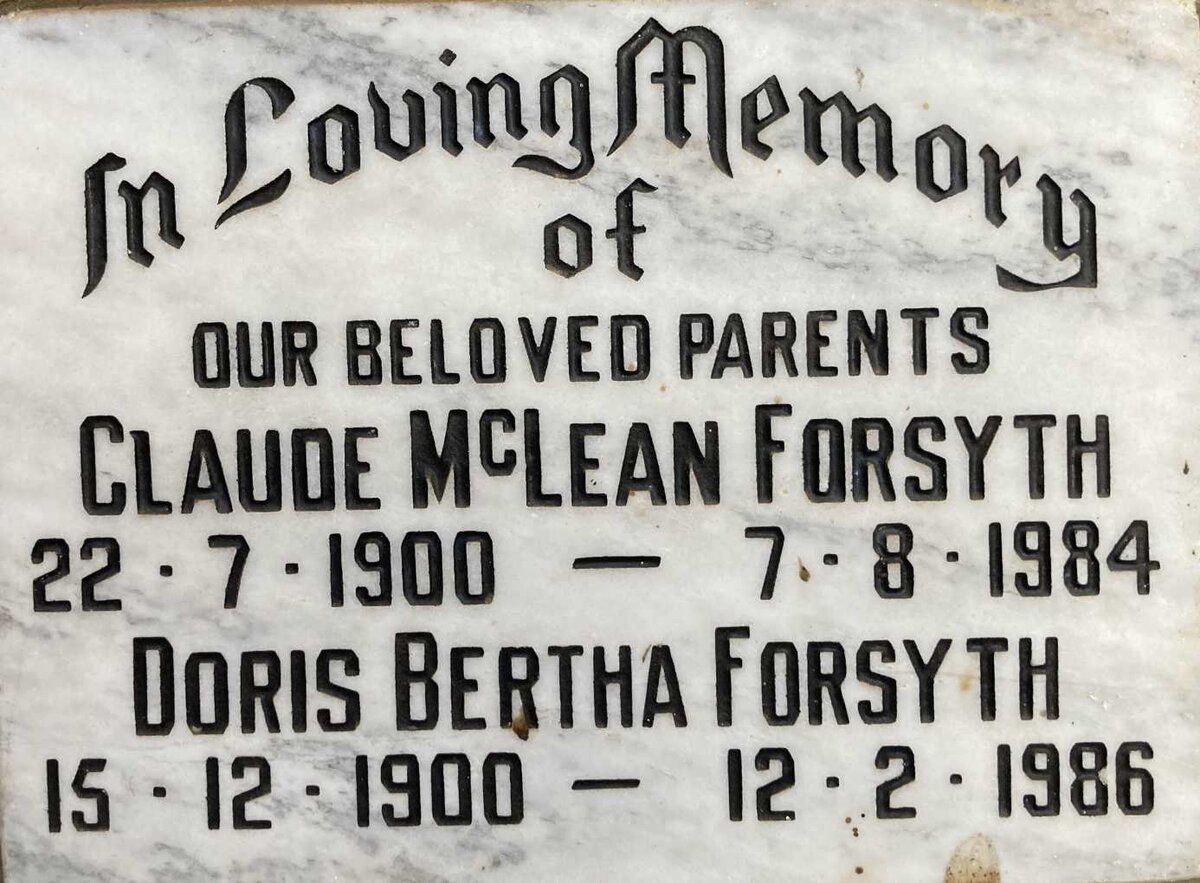 In Loving Memory
of
OUR BELOVED PARENTS
CLAUDE McLEAN FORSYTH
22 · 7 · 1900 — 7 · 8 · 1984
DORIS BERTHA FORSYTH
15 · 12 · 1900 — 12 · 2 · 1986